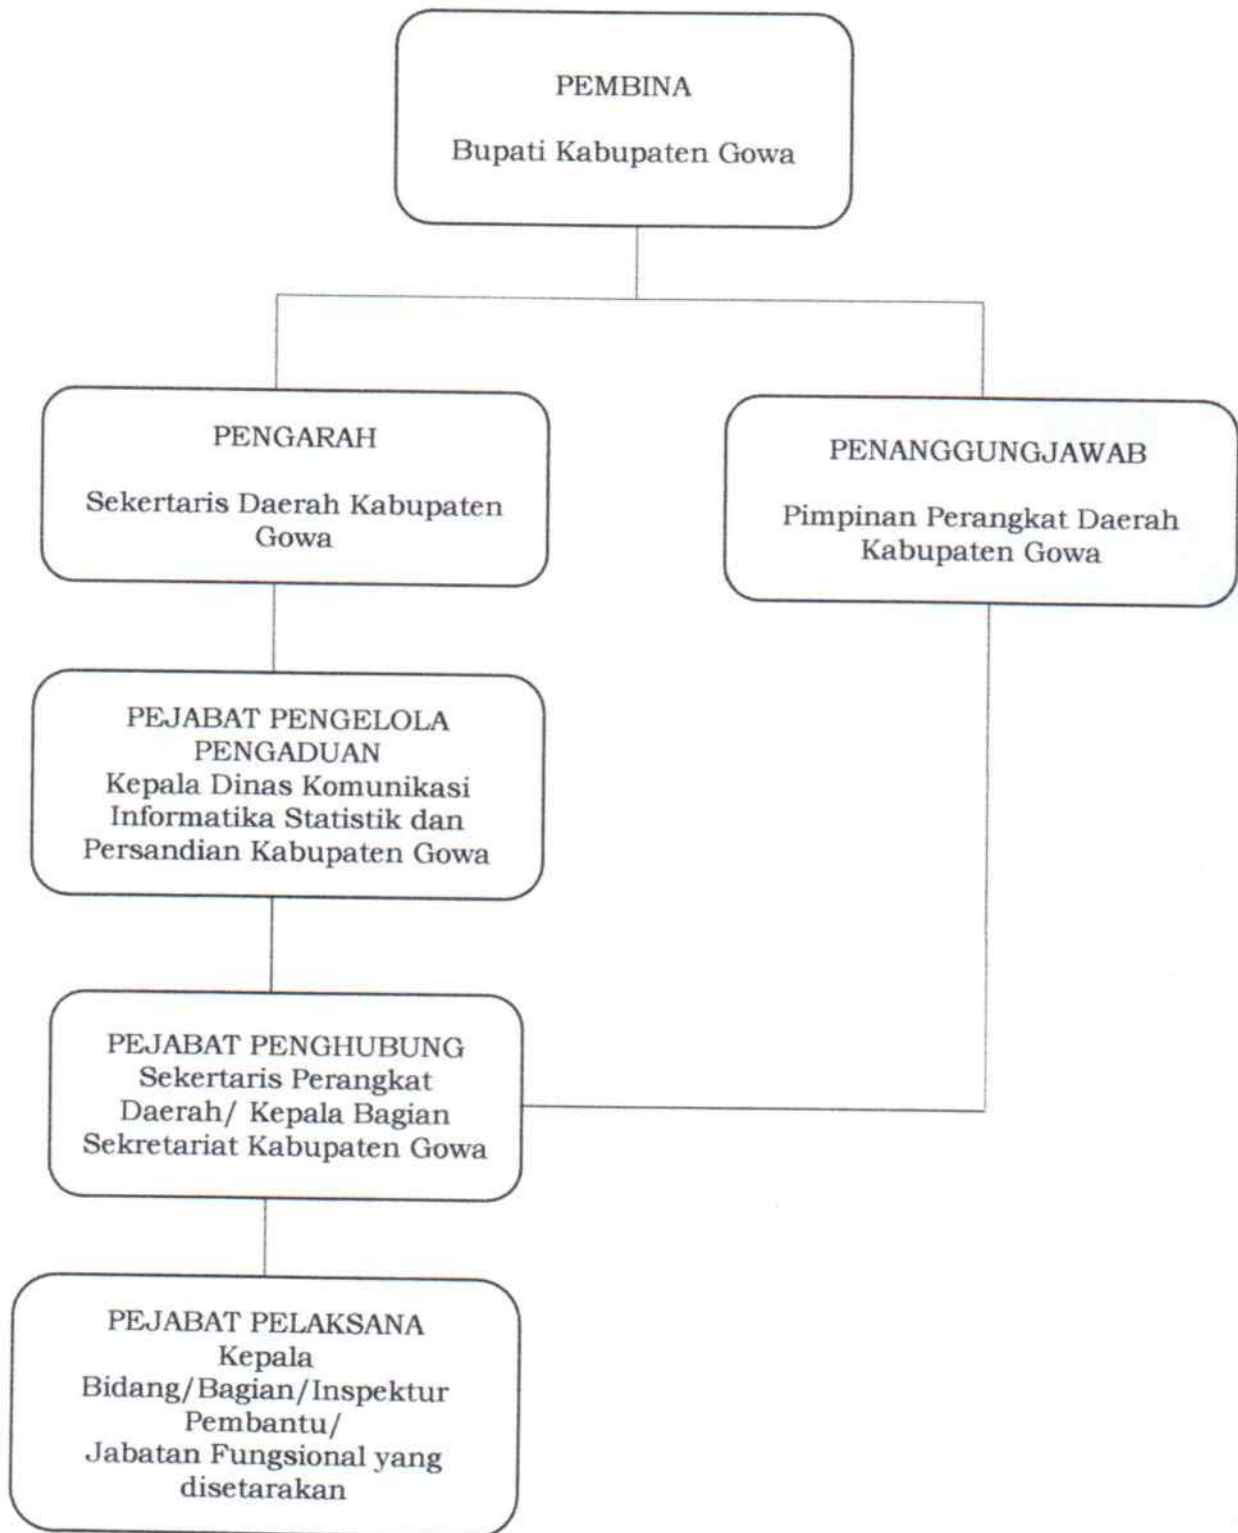 PEMBINA
Bupati Kabupaten Gowa
PENGARAH
Sekertaris Daerah Kabupaten
Gowa
PENANGGUNGJAWAB
Pimpinan Perangkat Daerah
Kabupaten Gowa
PEJABAT PENGELOLA
PENGADUAN
Kepala Dinas Komunikasi
Informatika Statistik dan
Persandian Kabupaten Gowa
PEJABAT PENGHUBUNG
Sekertaris Perangkat
Daerah/ Kepala Bagian
Sekretariat Kabupaten Gowa
PEJABAT PELAKSANA
Kepala
Bidang/Bagian/Inspektur
Pembantu/
Jabatan Fungsional yang
disetarakan